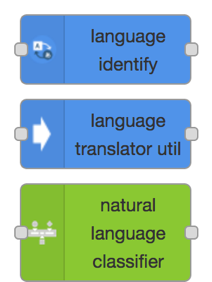 language
identify
language
translator util
natural
language
classifier